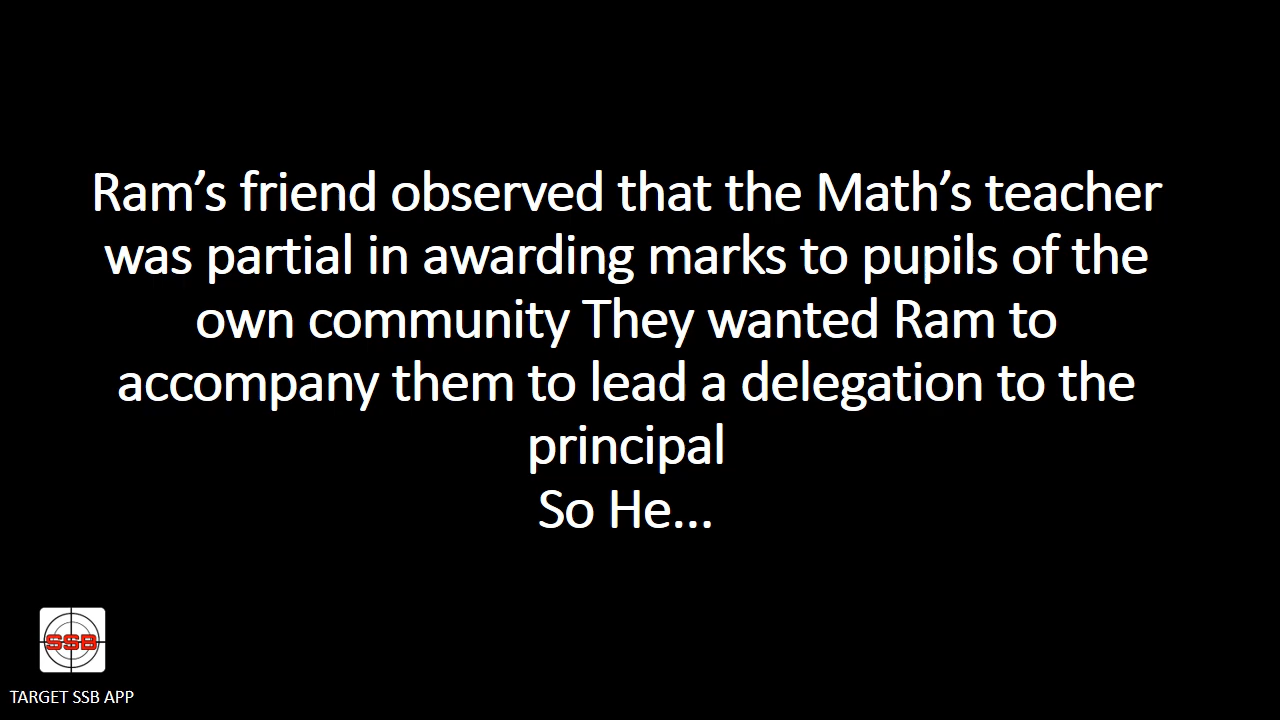 Ram’s friend observed that the Math’s teacher
was partial in awarding marks to pupils of the
own community They wanted Ram to
accompany them to lead a delegation to the
principal
So He...
SSB
TARGET SSB APP